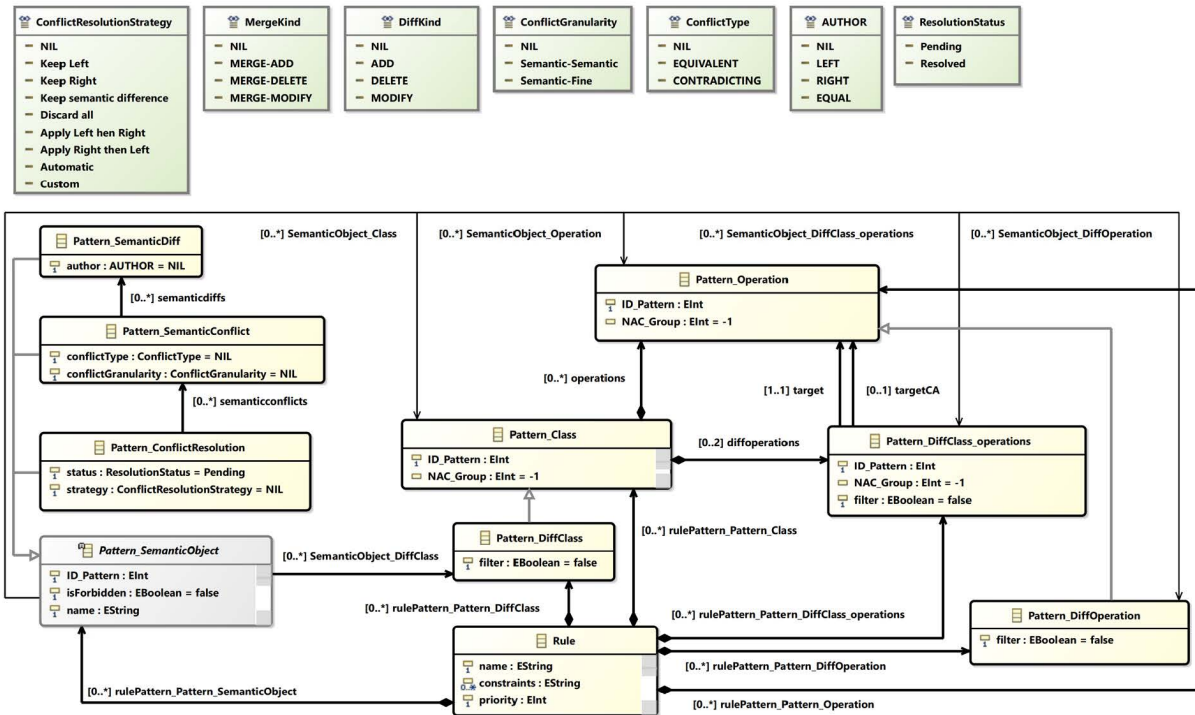 ConflictResolutionStrategy
NIL
Keep Left
Keep Right
Keep semantic difference
Discard all
Apply Left hen Right
Apply Right then Left
Automatic
Custom
MergeKind
NIL
MERGE-ADD
MERGE-DELETE
MERGE-MODIFY
DiffKind
NIL
ADD
DELETE
MODIFY
ConflictGranularity
NIL
Semantic-Semantic
Semantic-Fine
ConflictType
NIL
EQUIVALENT
CONTRADICTING
AUTHOR
NIL
LEFT
RIGHT
EQUAL
ResolutionStatus
Pending
Resolved
[0..*] SemanticObject_Class
[0..*] SemanticObject_Operation
[0..*] SemanticObject_DiffClass_operations
[0..*] SemanticObject_DiffOperation
Pattern_SemanticDiff
author : AUTHOR = NIL
[0..*] semanticdiffs
Pattern_SemanticConflict
conflictType : ConflictType = NIL
conflictGranularity : ConflictGranularity = NIL
[0..*] semanticconflicts
Pattern_ConflictResolution
status : ResolutionStatus = Pending
strategy : ConflictResolutionStrategy = NIL
Pattern_SemanticObject
ID_Pattern : EInt
isForbidden : EBoolean = false
name : EString
Pattern_Operation
ID_Pattern : EInt
NAC_Group : EInt = -1
[0..*] operations
[1..1] target
[0..1] targetCA
Pattern_Class
ID_Pattern : EInt
NAC_Group : EInt = -1
[0..2] diffoperations
Pattern_DiffClass_operations
ID_Pattern : EInt
NAC_Group : EInt = -1
filter : EBoolean = false
[0..*] SemanticObject_DiffClass
Pattern_DiffClass
filter : EBoolean = false
[0..*] rulePattern_Pattern_Class
[0..*] rulePattern_Pattern_DiffClass
[0..*] rulePattern_Pattern_DiffClass_operations
Pattern_DiffOperation
filter : EBoolean = false
Rule
name : EString
constraints : EString
priority : EInt
[0..*] rulePattern_Pattern_DiffOperation
[0..*] rulePattern_Pattern_SemanticObject
[0..*] rulePattern_Pattern_Operation